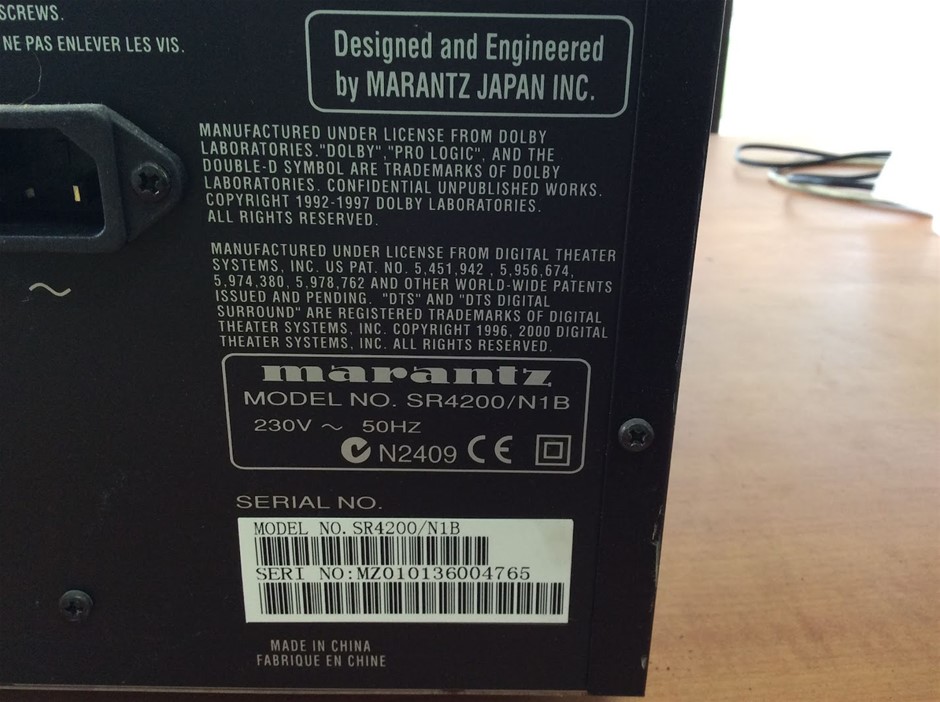 SCREWS.
NE PAS ENLEVER LES VIS.
Designed and Engineered
by MARANTZ JAPAN INC.
MANUFACTURED UNDER LICENSE FROM DOLBY
LABORATORIES."DOLBY","PRO LOGIC", AND THE
DOUBLE-D SYMBOL ARE TRADEMARKS OF DOLBY
LABORATORIES. CONFIDENTIAL UNPUBLISHED WORKS.
COPYRIGHT 1992-1997 DOLBY LABORATORIES.
ALL RIGHTS RESERVED.
MANUFACTURED UNDER LICENSE FROM DIGITAL THEATER
SYSTEMS, INC. US PAT. NO. 5,451,942 , 5,956,674,
5,974,380, 5,978,762 AND OTHER WORLD-WIDE PATENTS
ISSUED AND PENDING. "DTS" AND "DTS DIGITAL
SURROUND" ARE REGISTERED TRADEMARKS OF DIGITAL
THEATER SYSTEMS, INC. COPYRIGHT 1996, 2000 DIGITAL
THEATER SYSTEMS, INC. ALL RIGHTS RESERVED.
~
marantz
MODEL NO. SR4200/N1B
230V ~ 50HZ
N2409 CE
SERIAL NO.
MODEL NO. SR4200/N1B
SERI NO:MZ010136004765
MADE IN CHINA
FABRIQUE EN CHINE